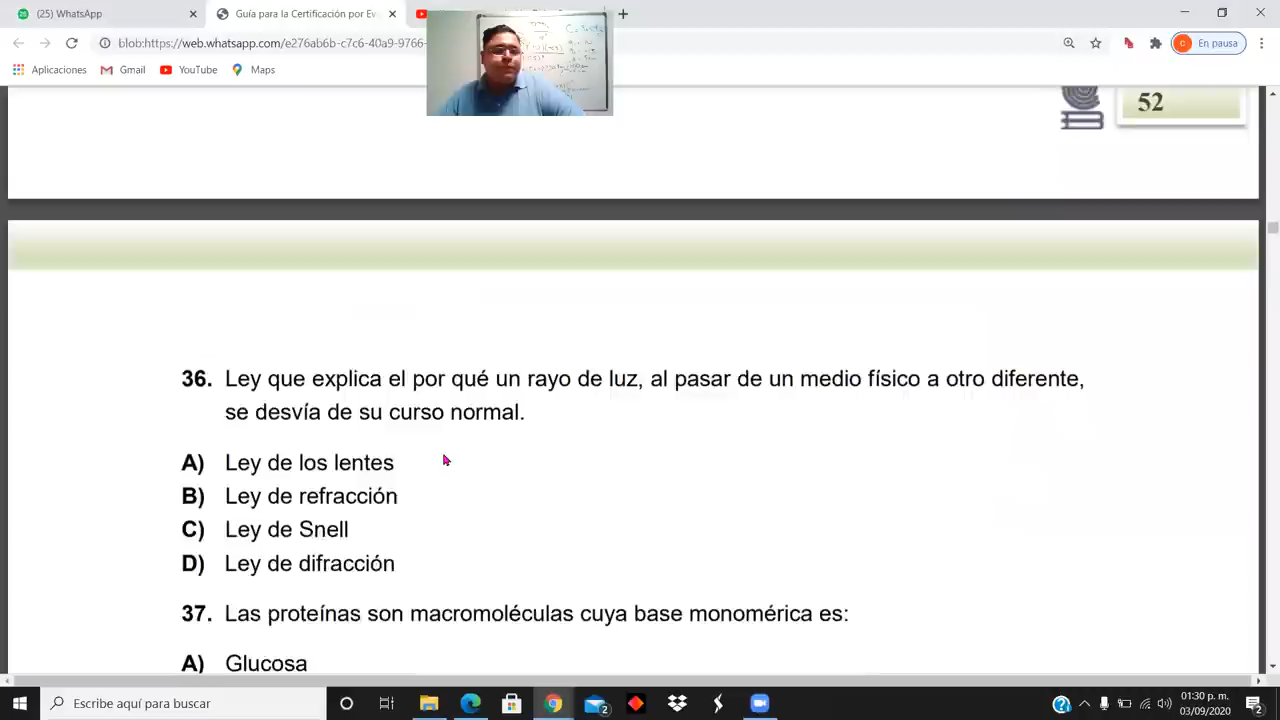 (25) WhatsApp
Guía para la Certificación por Ev
blob:https://web.whatsapp.com/e276ab6b-c7c6-40a9-9766-
En pausa
Aplicaciones
Gmail
YouTube
Maps
52
36. Ley que explica el por qué un rayo de luz, al pasar de un medio físico a otro diferente,
se desvía de su curso normal.
A) Ley de los lentes
B) Ley de refracción
C) Ley de Snell
D) Ley de difracción
37. Las proteínas son macromoléculas cuya base monomérica es:
A) Glucosa
Escribe aquí para buscar
01:30 p. m.
03/09/2020